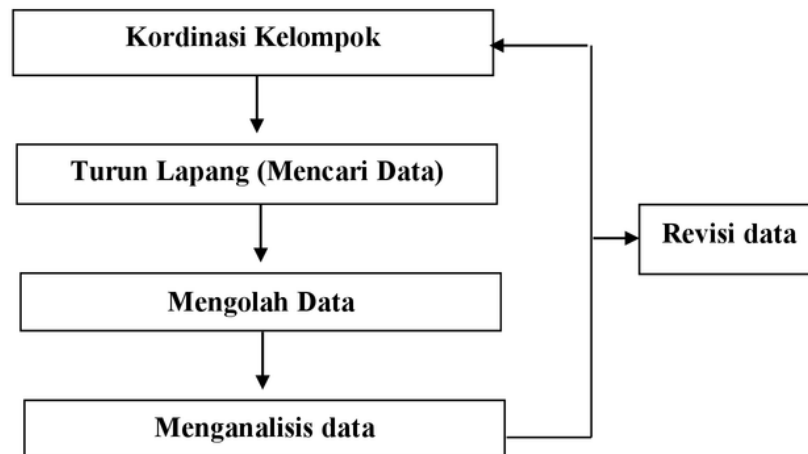 Kordinasi Kelompok
Turun Lapang (Mencari Data)
Revisi data
Mengolah Data
Menganalisis data